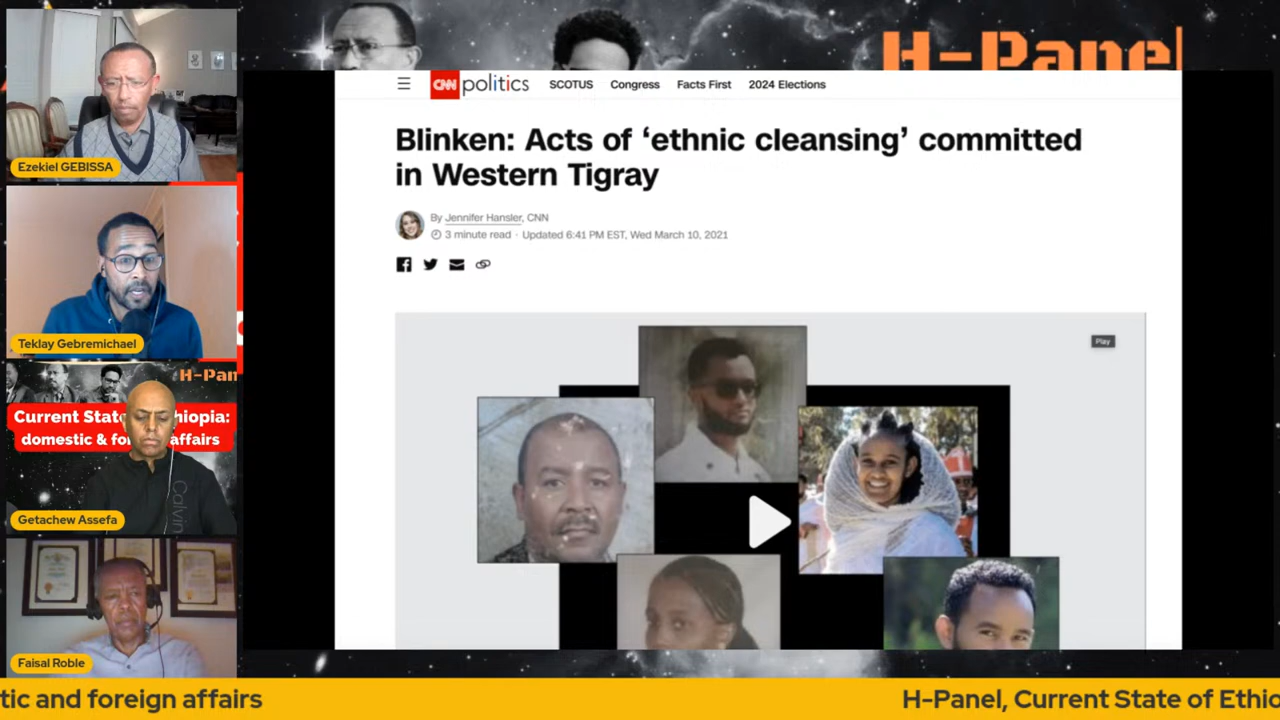 H-Panel
Ezekiel GEBISSA
Teklay Gebremichael
H-Pan
Current State hiopia:
domestic & fo affairs
Calvin
Getachew Assefa
Faisal Roble
CNN politics SCOTUS Congress Facts First 2024 Elections
Blinken: Acts of ‘ethnic cleansing’ committed
in Western Tigray
By Jennifer Hansler, CNN
3 minute read · Updated 6:41 PM EST, Wed March 10, 2021
Play
tic and foreign affairs
H-Panel, Current State of Ethio